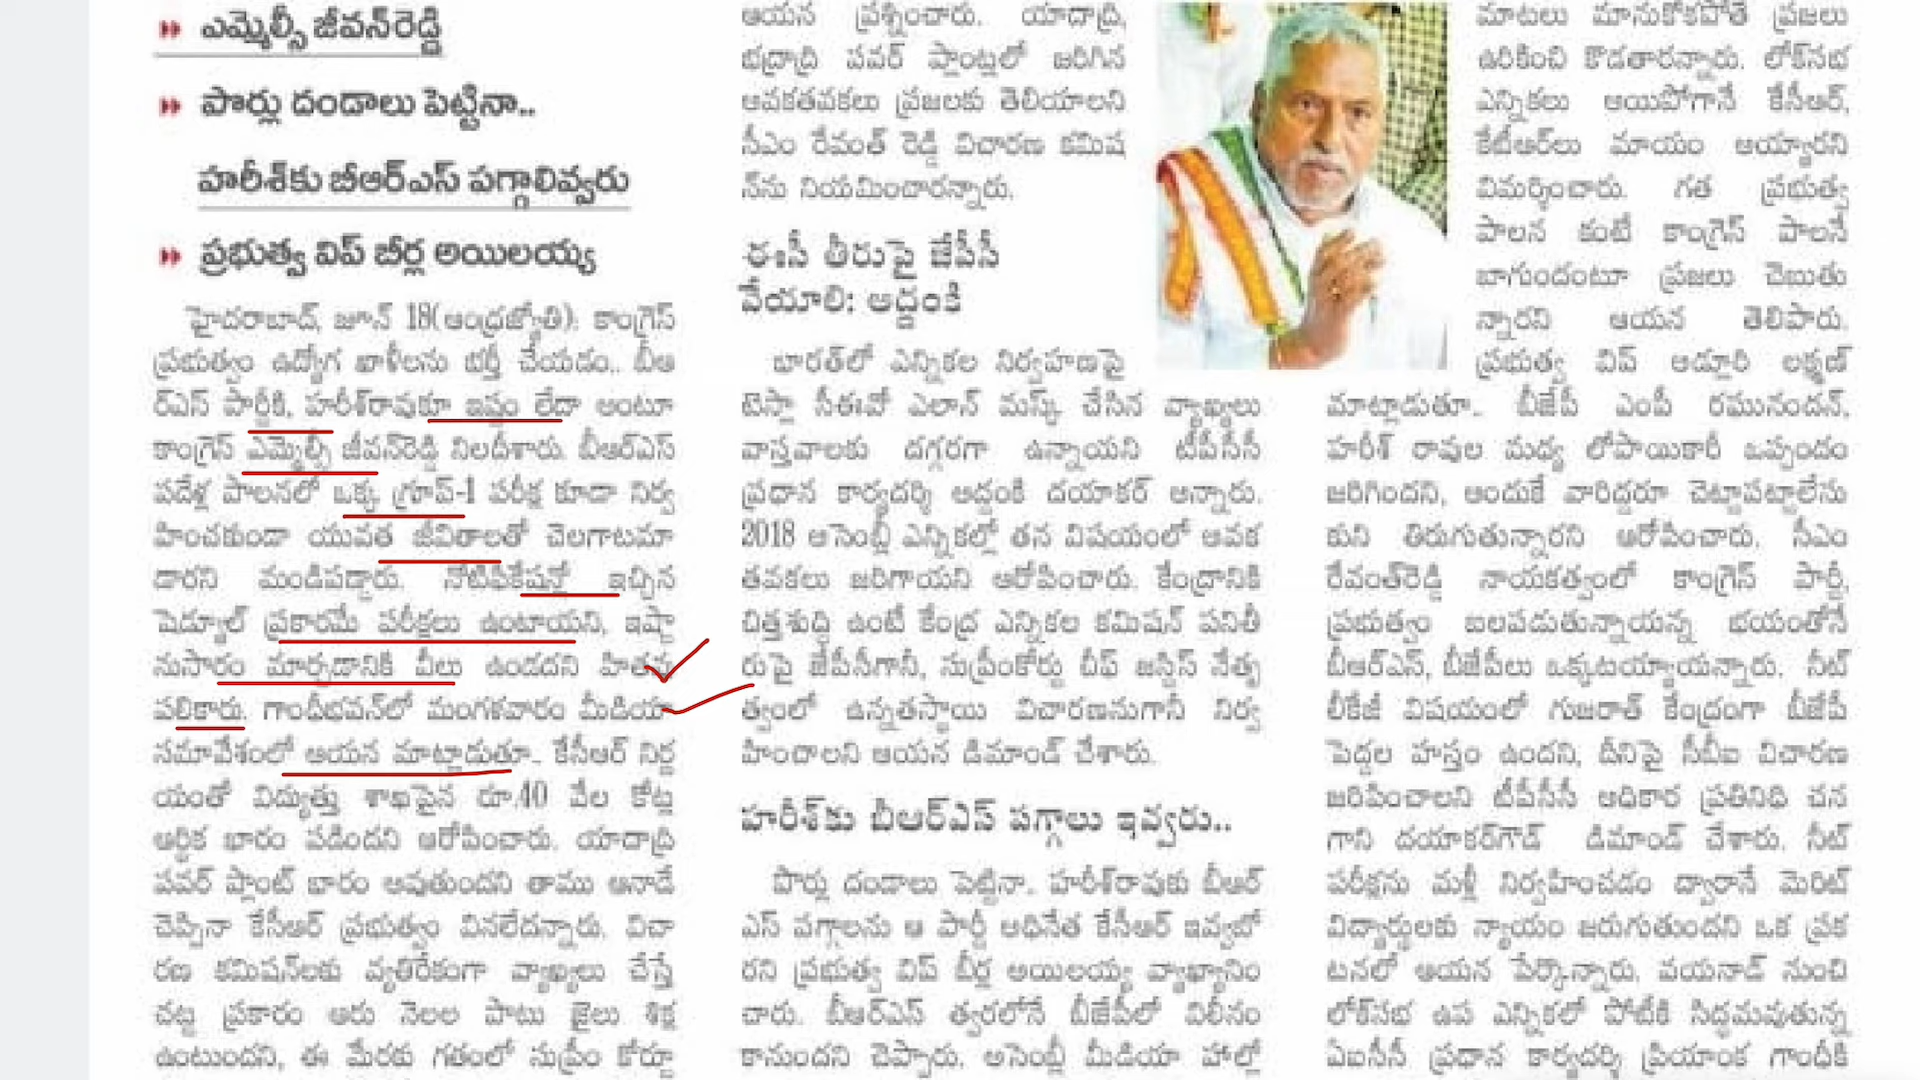 ఎమ్మెల్సీ జీవన్‌రెడ్డి
పొర్లు దండాలు పెట్టినా..
హరీశ్‌కు బీఆర్‌ఎస్ పగ్గాలివ్వరు
ప్రభుత్వ విప్ బీర్ల అయిలయ్య
హైదరాబాద్, జూన్ 18(ఆంధ్రజ్యోతి): కాంగ్రెస్
ప్రభుత్వం ఉద్యోగ ఖాళీలను భర్తీ చేయడం.. బీఆ
ర్‌ఎస్ పార్టీకి, హరీశ్‌రావుకూ ఇష్టం లేదా అంటూ
కాంగ్రెస్ ఎమ్మెల్సీ జీవన్‌రెడ్డి నిలదీశారు. బీఆర్‌ఎస్
పదేళ్ల పాలనలో ఒక్క గ్రూప్-1 పరీక్ష కూడా నిర్వ
హించకుండా యువత జీవితాలతో చెలగాటమా
డారని మండిపడ్డారు. నోటిఫికేషన్లో ఇచ్చిన
షెడ్యూల్ ప్రకారమే పరీక్షలు ఉంటాయని, ఇష్టా
నుసారం మార్చడానికి వీలు ఉండదని హితవు
పలికారు. గాంధీభవన్‌లో మంగళవారం మీడియా
సమావేశంలో ఆయన మాట్లాడుతూ.. కేసీఆర్ నిర్ణ
యంతో విద్యుత్తు శాఖపైన రూ.40 వేల కోట్ల
ఆర్థిక భారం పడిందని ఆరోపించారు. యాదాద్రి
పవర్ ప్లాంట్ భారం అవుతుందని తాము ఆనాడే
చెప్పినా కేసీఆర్ ప్రభుత్వం వినలేదన్నారు. విచా
రణ కమిషన్‌లకు వ్యతిరేకంగా వ్యాఖ్యలు చేస్తే
చట్ట ప్రకారం ఆరు నెలల పాటు జైలు శిక్ష
ఉంటుందని, ఈ మేరకు గతంలో సుప్రీం కోర్టూ
ఆయన ప్రశ్నించారు. యాదాద్రి,
భద్రాద్రి పవర్ ప్లాంట్లలో జరిగిన
అవకతవకలు ప్రజలకు తెలియాలని
సీఎం రేవంత్ రెడ్డి విచారణ కమిష
న్‌ను నియమించారన్నారు.
ఈసీ తీరుపై జేపీసీ
వేయాలి: అద్దంకి
భారత్‌లో ఎన్నికల నిర్వహణపై
టెస్లా సీఈవో ఎలాన్ మస్క్ చేసిన వ్యాఖ్యలు
వాస్తవాలకు దగ్గరగా ఉన్నాయని టీపీసీసీ
ప్రధాన కార్యదర్శి అద్దంకి దయాకర్ అన్నారు.
2018 అసెంబ్లీ ఎన్నికల్లో తన విషయంలో అవక
తవకలు జరిగాయని ఆరోపించారు. కేంద్రానికి
చిత్తశుద్ధి ఉంటే కేంద్ర ఎన్నికల కమిషన్ పనితీ
రుపై జేపీసీగానీ, సుప్రీంకోర్టు చీఫ్ జస్టిస్ నేతృ
త్వంలో ఉన్నతస్థాయి విచారణనుగానీ నిర్వ
హించాలని ఆయన డిమాండ్ చేశారు.
హరీశ్‌కు బీఆర్‌ఎస్ పగ్గాలు ఇవ్వరు..
పొర్లు దండాలు పెట్టినా. హరీశ్‌రావుకు బీఆర్
ఎస్ పగ్గాలను ఆ పార్టీ అధినేత కేసీఆర్ ఇవ్వబో
రని ప్రభుత్వ విప్ బీర్ల అయిలయ్య వ్యాఖ్యానిం
చారు. బీఆర్‌ఎస్ త్వరలోనే బీజేపీలో విలీనం
కానుందని చెప్పారు. అసెంబ్లీ మీడియా హాల్లో
మాటలు మానుకోకపోతే ప్రజలు
ఉరికించి కొడతారన్నారు. లోక్‌సభ
ఎన్నికలు అయిపోగానే కేసీఆర్,
కేటీఆర్‌లు మాయం అయ్యారని
విమర్శించారు. గత ప్రభుత్వ
పాలన కంటే కాంగ్రెస్ పాలనే
బాగుందంటూ ప్రజలు చెబుతు
న్నారని ఆయన తెలిపారు.
ప్రభుత్వ విప్ అడ్లూరి లక్ష్మణ్
మాట్లాడుతూ.. బీజేపీ ఎంపీ రఘునందన్,
హరీశ్ రావుల మధ్య లోపాయికారీ ఒప్పందం
జరిగిందని, అందుకే వారిద్దరూ చెట్టాపట్టాలేసు
కుని తిరుగుతున్నారని ఆరోపించారు. సీఎం
రేవంత్‌రెడ్డి నాయకత్వంలో కాంగ్రెస్ పార్టీ,
ప్రభుత్వం బలపడుతున్నాయన్న భయంతోనే
బీఆర్‌ఎస్, బీజేపీలు ఒక్కటయ్యాయన్నారు. నీట్
లీకేజీ విషయంలో గుజరాత్ కేంద్రంగా బీజేపీ
పెద్దల హస్తం ఉందని, దీనిపై సీబీఐ విచారణ
జరిపించాలని టీపీసీసీ అధికార ప్రతినిధి చన
గాని దయాకర్‌గౌడ్ డిమాండ్ చేశారు. నీట్
పరీక్షను మళ్లీ నిర్వహించడం ద్వారానే మెరిట్
విద్యార్థులకు న్యాయం జరుగుతుందని ఒక ప్రక
టనలో ఆయన పేర్కొన్నారు. వయనాడ్ నుంచి
లోక్‌సభ ఉప ఎన్నికలో పోటీకి సిద్ధమవుతున్న
ఏఐసీసీ ప్రధాన కార్యదర్శి ప్రియాంక గాంధీకి